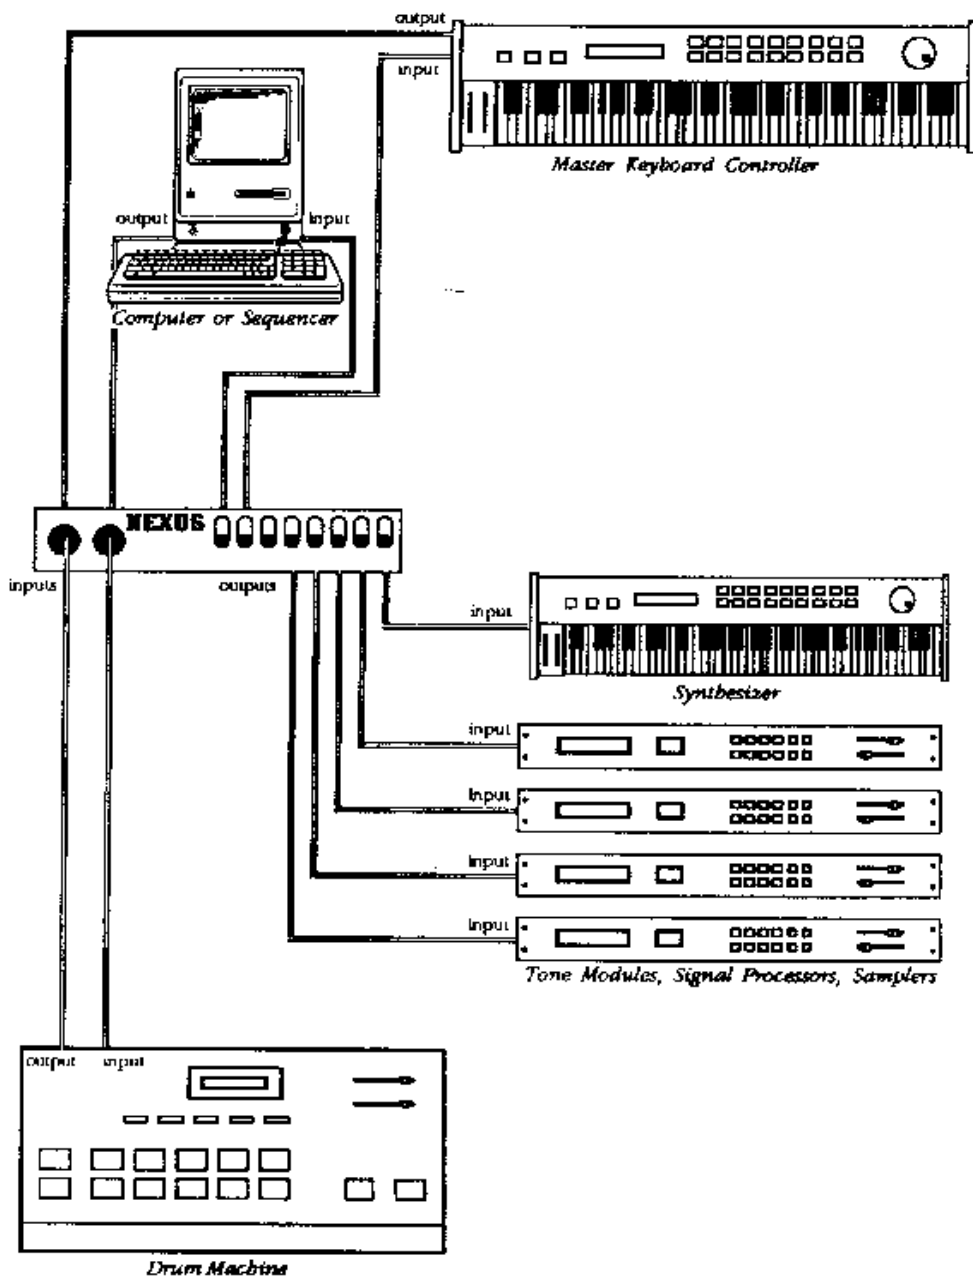 output
input
Master Keyboard Controller
output input
Computer or Sequencer
NEXUS
inputs outputs
input
Synthesizer
input
input
input
input
Tone Modules, Signal Processors, Samplers
output input
Drum Machine